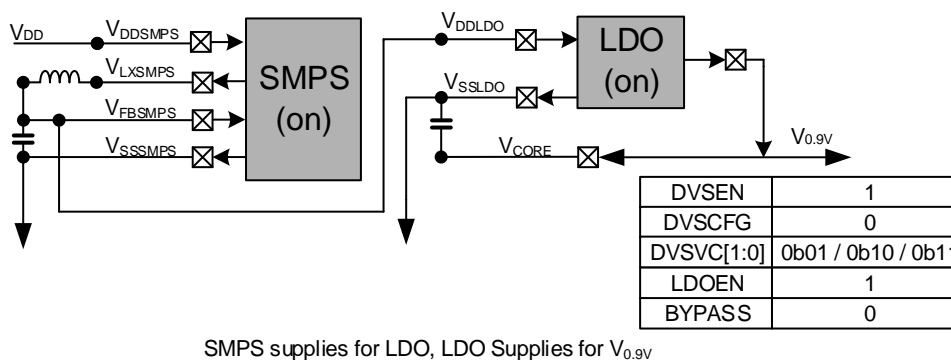 VDD
VDDSMPS
VLXSMPS
VFBSMPS
VSSSMPS
SMPS
(on)
VDDLDO
VSSLDO
VCORE
LDO
(on)
V0.9V
DVSEN 1
DVSCFG 0
DVSVC[1:0] 0b01 / 0b10 / 0b11
LDOEN 1
BYPASS 0
SMPS supplies for LDO, LDO Supplies for V0.9V